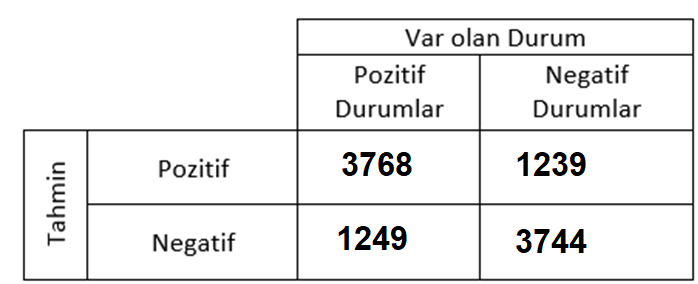 Var olan Durum
Pozitif
Durumlar
Negatif
Durumlar
Tahmin
Pozitif
3768
1239
Negatif
1249
3744